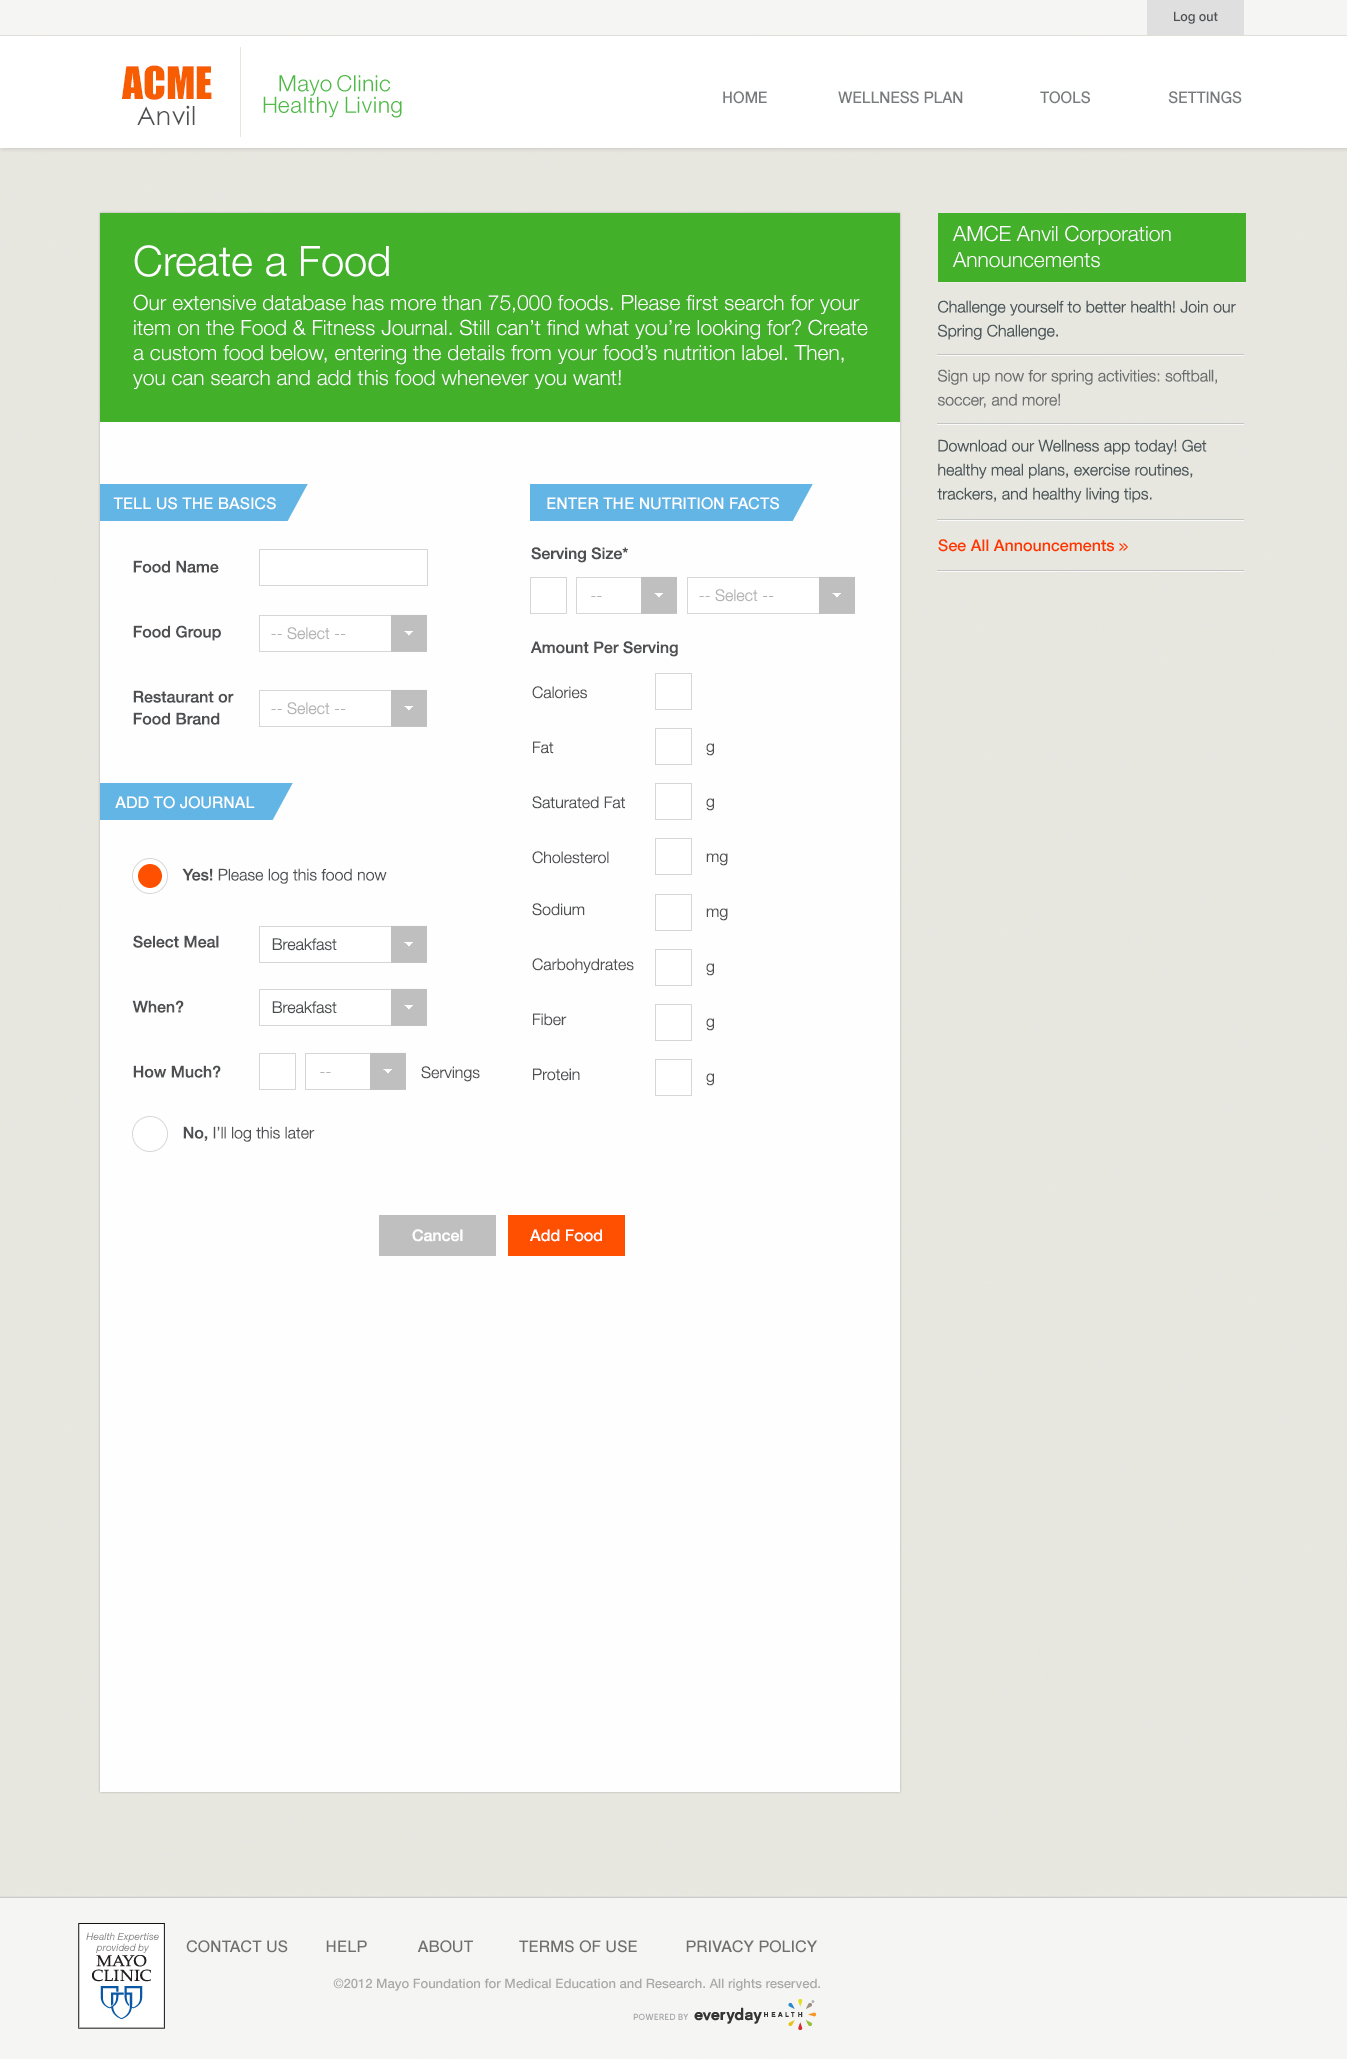 Log out
ACME
Anvil
Mayo Clinic
Healthy Living
HOME
WELLNESS PLAN
TOOLS
SETTINGS
Create a Food
Our extensive database has more than 75,000 foods. Please first search for your
item on the Food & Fitness Journal. Still can't find what you're looking for? Create
a custom food below, entering the details from your food's nutrition label. Then,
you can search and add this food whenever you want!
TELL US THE BASICS
Food Name
Food Group
-- Select --
Restaurant or
Food Brand
-- Select --
ADD TO JOURNAL
Yes! Please log this food now
Select Meal
Breakfast
When?
Breakfast
How Much?
--
Servings
No, I'll log this later
ENTER THE NUTRITION FACTS
Serving Size*
--
-- Select --
Amount Per Serving
Calories
Fat
g
Saturated Fat
g
Cholesterol
mg
Sodium
mg
Carbohydrates
g
Fiber
g
Protein
g
Cancel
Add Food
AMCE Anvil Corporation
Announcements
Challenge yourself to better health! Join our
Spring Challenge.
Sign up now for spring activities: softball,
soccer, and more!
Download our Wellness app today! Get
healthy meal plans, exercise routines,
trackers, and healthy living tips.
See All Announcements »
Health Expertise
provided by
MAYO
CLINIC
CONTACT US
HELP
ABOUT
TERMS OF USE
PRIVACY POLICY
©2012 Mayo Foundation for Medical Education and Research. All rights reserved.
POWERED BY everyday HEALTH